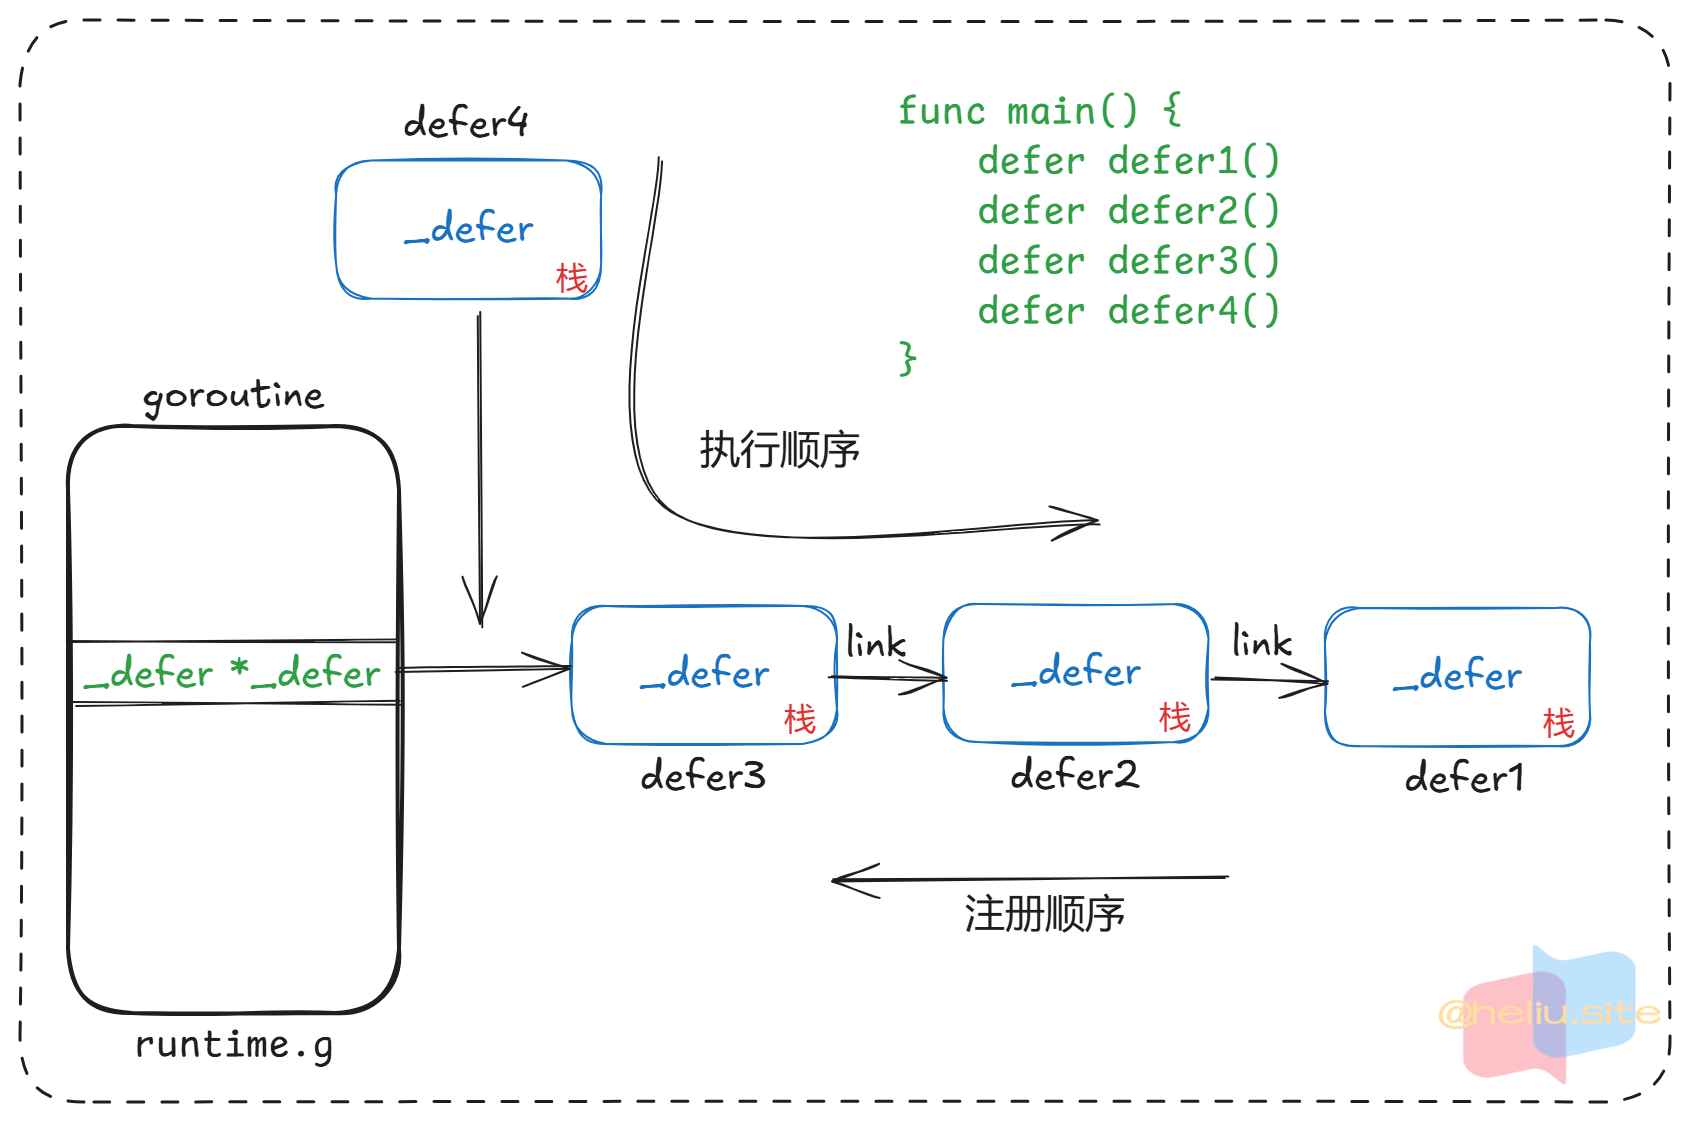 defer4
_defer
栈
func main() {
    defer defer1()
    defer defer2()
    defer defer3()
    defer defer4()
}
goroutine
执行顺序
_defer *_defer
_defer
栈
defer3
link
_defer
栈
defer2
link
_defer
栈
defer1
注册顺序
runtime.g
@heliu.site